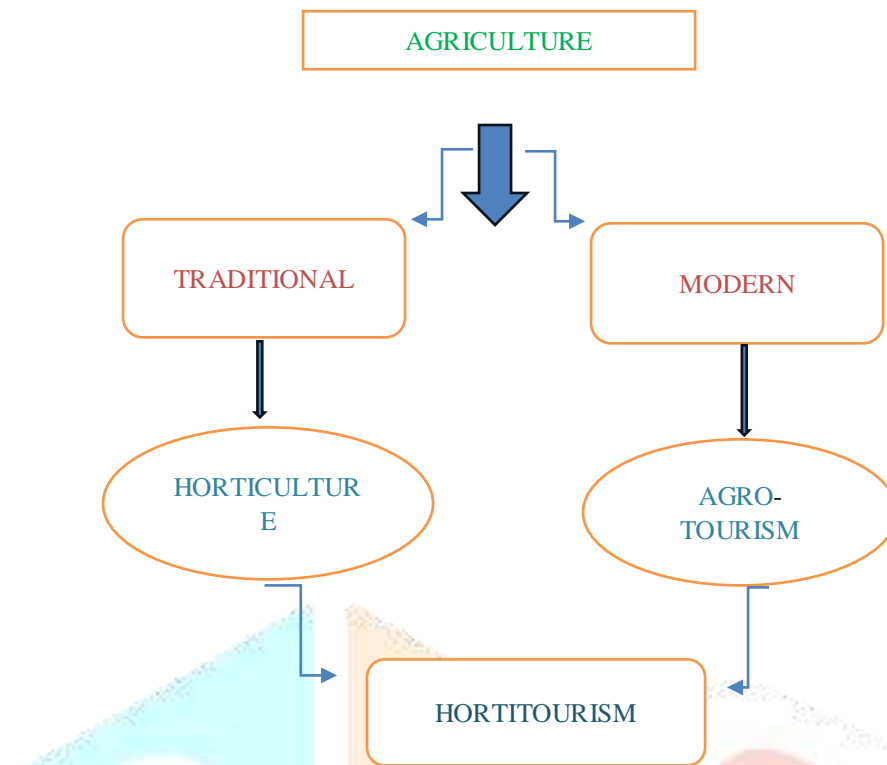 AGRICULTURE
TRADITIONAL
MODERN
HORTICULTUR
E
AGRO-
TOURISM
HORTITOURISM